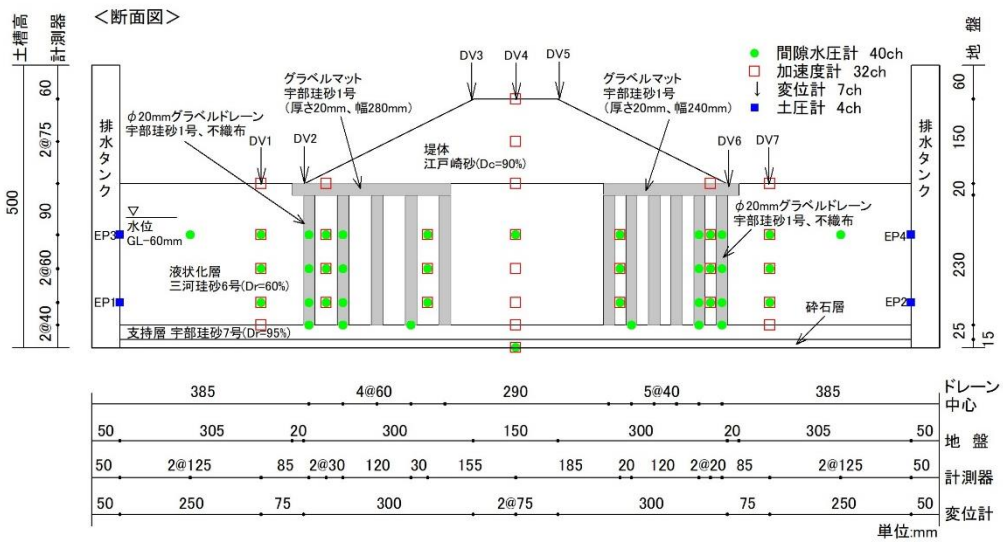 <断面図>
土槽高
計測器
地盤
DV3
DV4
DV5
間隙水圧計 40ch
加速度計 32ch
変位計 7ch
土圧計 4ch
グラベルマット
宇部珪砂1号
(厚さ20mm、幅280mm)
グラベルマット
宇部珪砂1号
(厚さ20mm、幅240mm)
φ20mmグラベルドレーン
宇部珪砂1号、不織布
DV1
DV2
堤体
江戸崎砂(Dc=90%)
DV6
DV7
排水タンク
排水タンク
φ20mmグラベルドレーン
宇部珪砂1号、不織布
水位
GL-60mm
EP3
EP4
液状化層
三河珪砂6号(Dr=60%)
EP1
EP2
砕石層
支持層 宇部珪砂7号(Dr=95%)
500
60
2@75
90
2@60
2@40
60
150
20
230
25
15
385 4@60 290 5@40 385 ドレーン中心
50 305 20 300 150 300 20 305 50 地盤
50 2@125 85 2@30 120 30 155 185 20 120 2@20 85 2@125 50 計測器
50 250 75 300 2@75 300 75 250 50 変位計
単位:mm